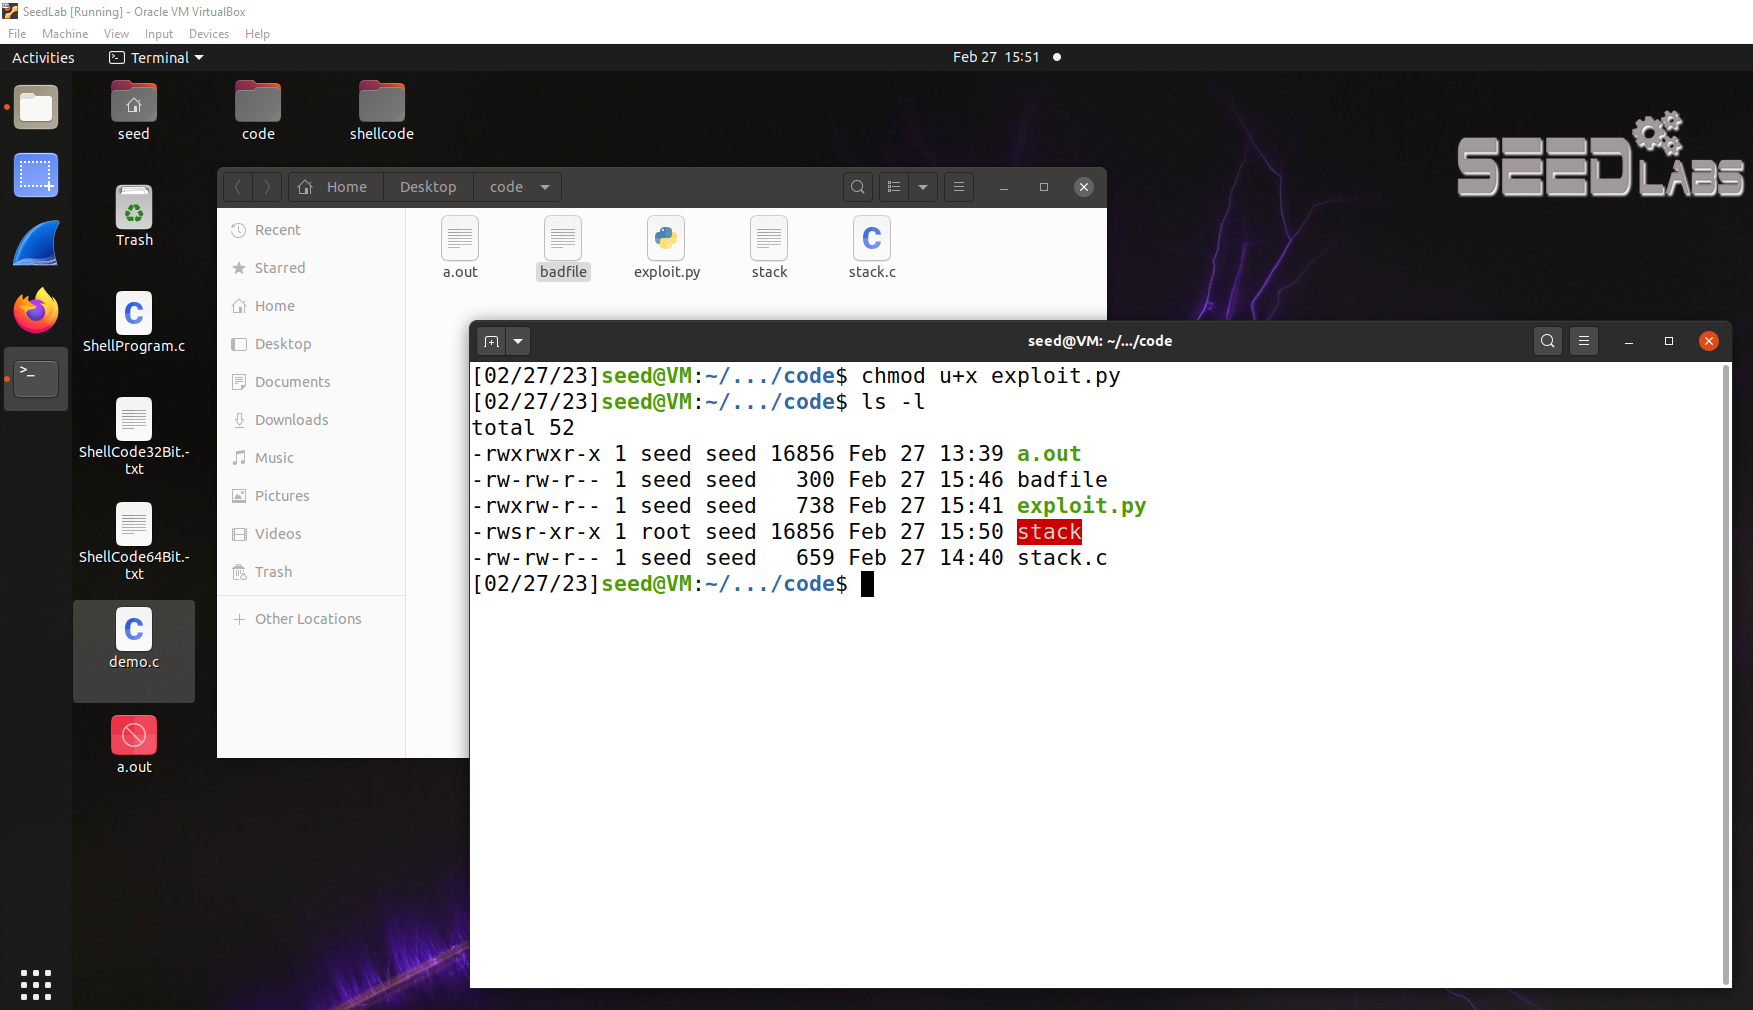 SeedLab [Running] - Oracle VM VirtualBox
File Machine View Input Devices Help
Activities Terminal Feb 27 15:51
seed code shellcode
Trash
ShellProgram.c
ShellCode32Bit.-
txt
ShellCode64Bit.-
txt
demo.c
a.out
SEED LABS
Home Desktop code
Recent
Starred
Home
Desktop
Documents
Downloads
Music
Pictures
Videos
Trash
+ Other Locations
a.out badfile exploit.py stack stack.c
seed@VM: ~/.../code
[02/27/23]seed@VM:~/.../code$ chmod u+x exploit.py
[02/27/23]seed@VM:~/.../code$ ls -l
total 52
-rwxrwxr-x 1 seed seed 16856 Feb 27 13:39 a.out
-rw-rw-r-- 1 seed seed   300 Feb 27 15:46 badfile
-rwxrw-r-- 1 seed seed   738 Feb 27 15:41 exploit.py
-rwsr-xr-x 1 root seed 16856 Feb 27 15:50 stack
-rw-rw-r-- 1 seed seed   659 Feb 27 14:40 stack.c
[02/27/23]seed@VM:~/.../code$